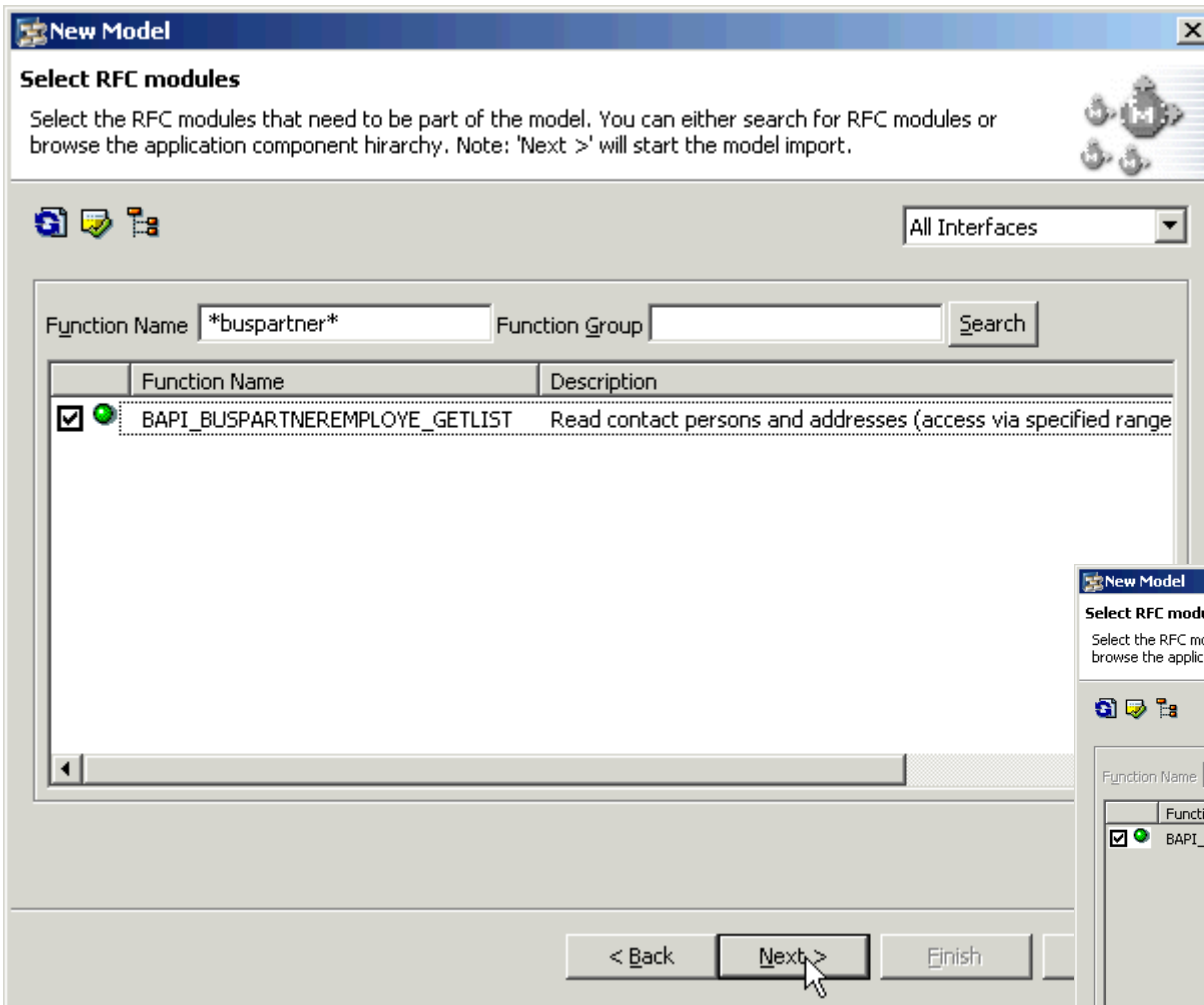 New Model
Select RFC modules
Select the RFC modules that need to be part of the model. You can either search for RFC modules or
browse the application component hirarchy. Note: 'Next >' will start the model import.
All Interfaces
Function Name *buspartner* Function Group Search
Function Name Description
BAPI_BUSPARTNEREMPLOYE_GETLIST Read contact persons and addresses (access via specified range
< Back Next > Finish
New Model
Select RFC modu
Select the RFC mo
browse the applic
Function Name
Functi
BAPI_